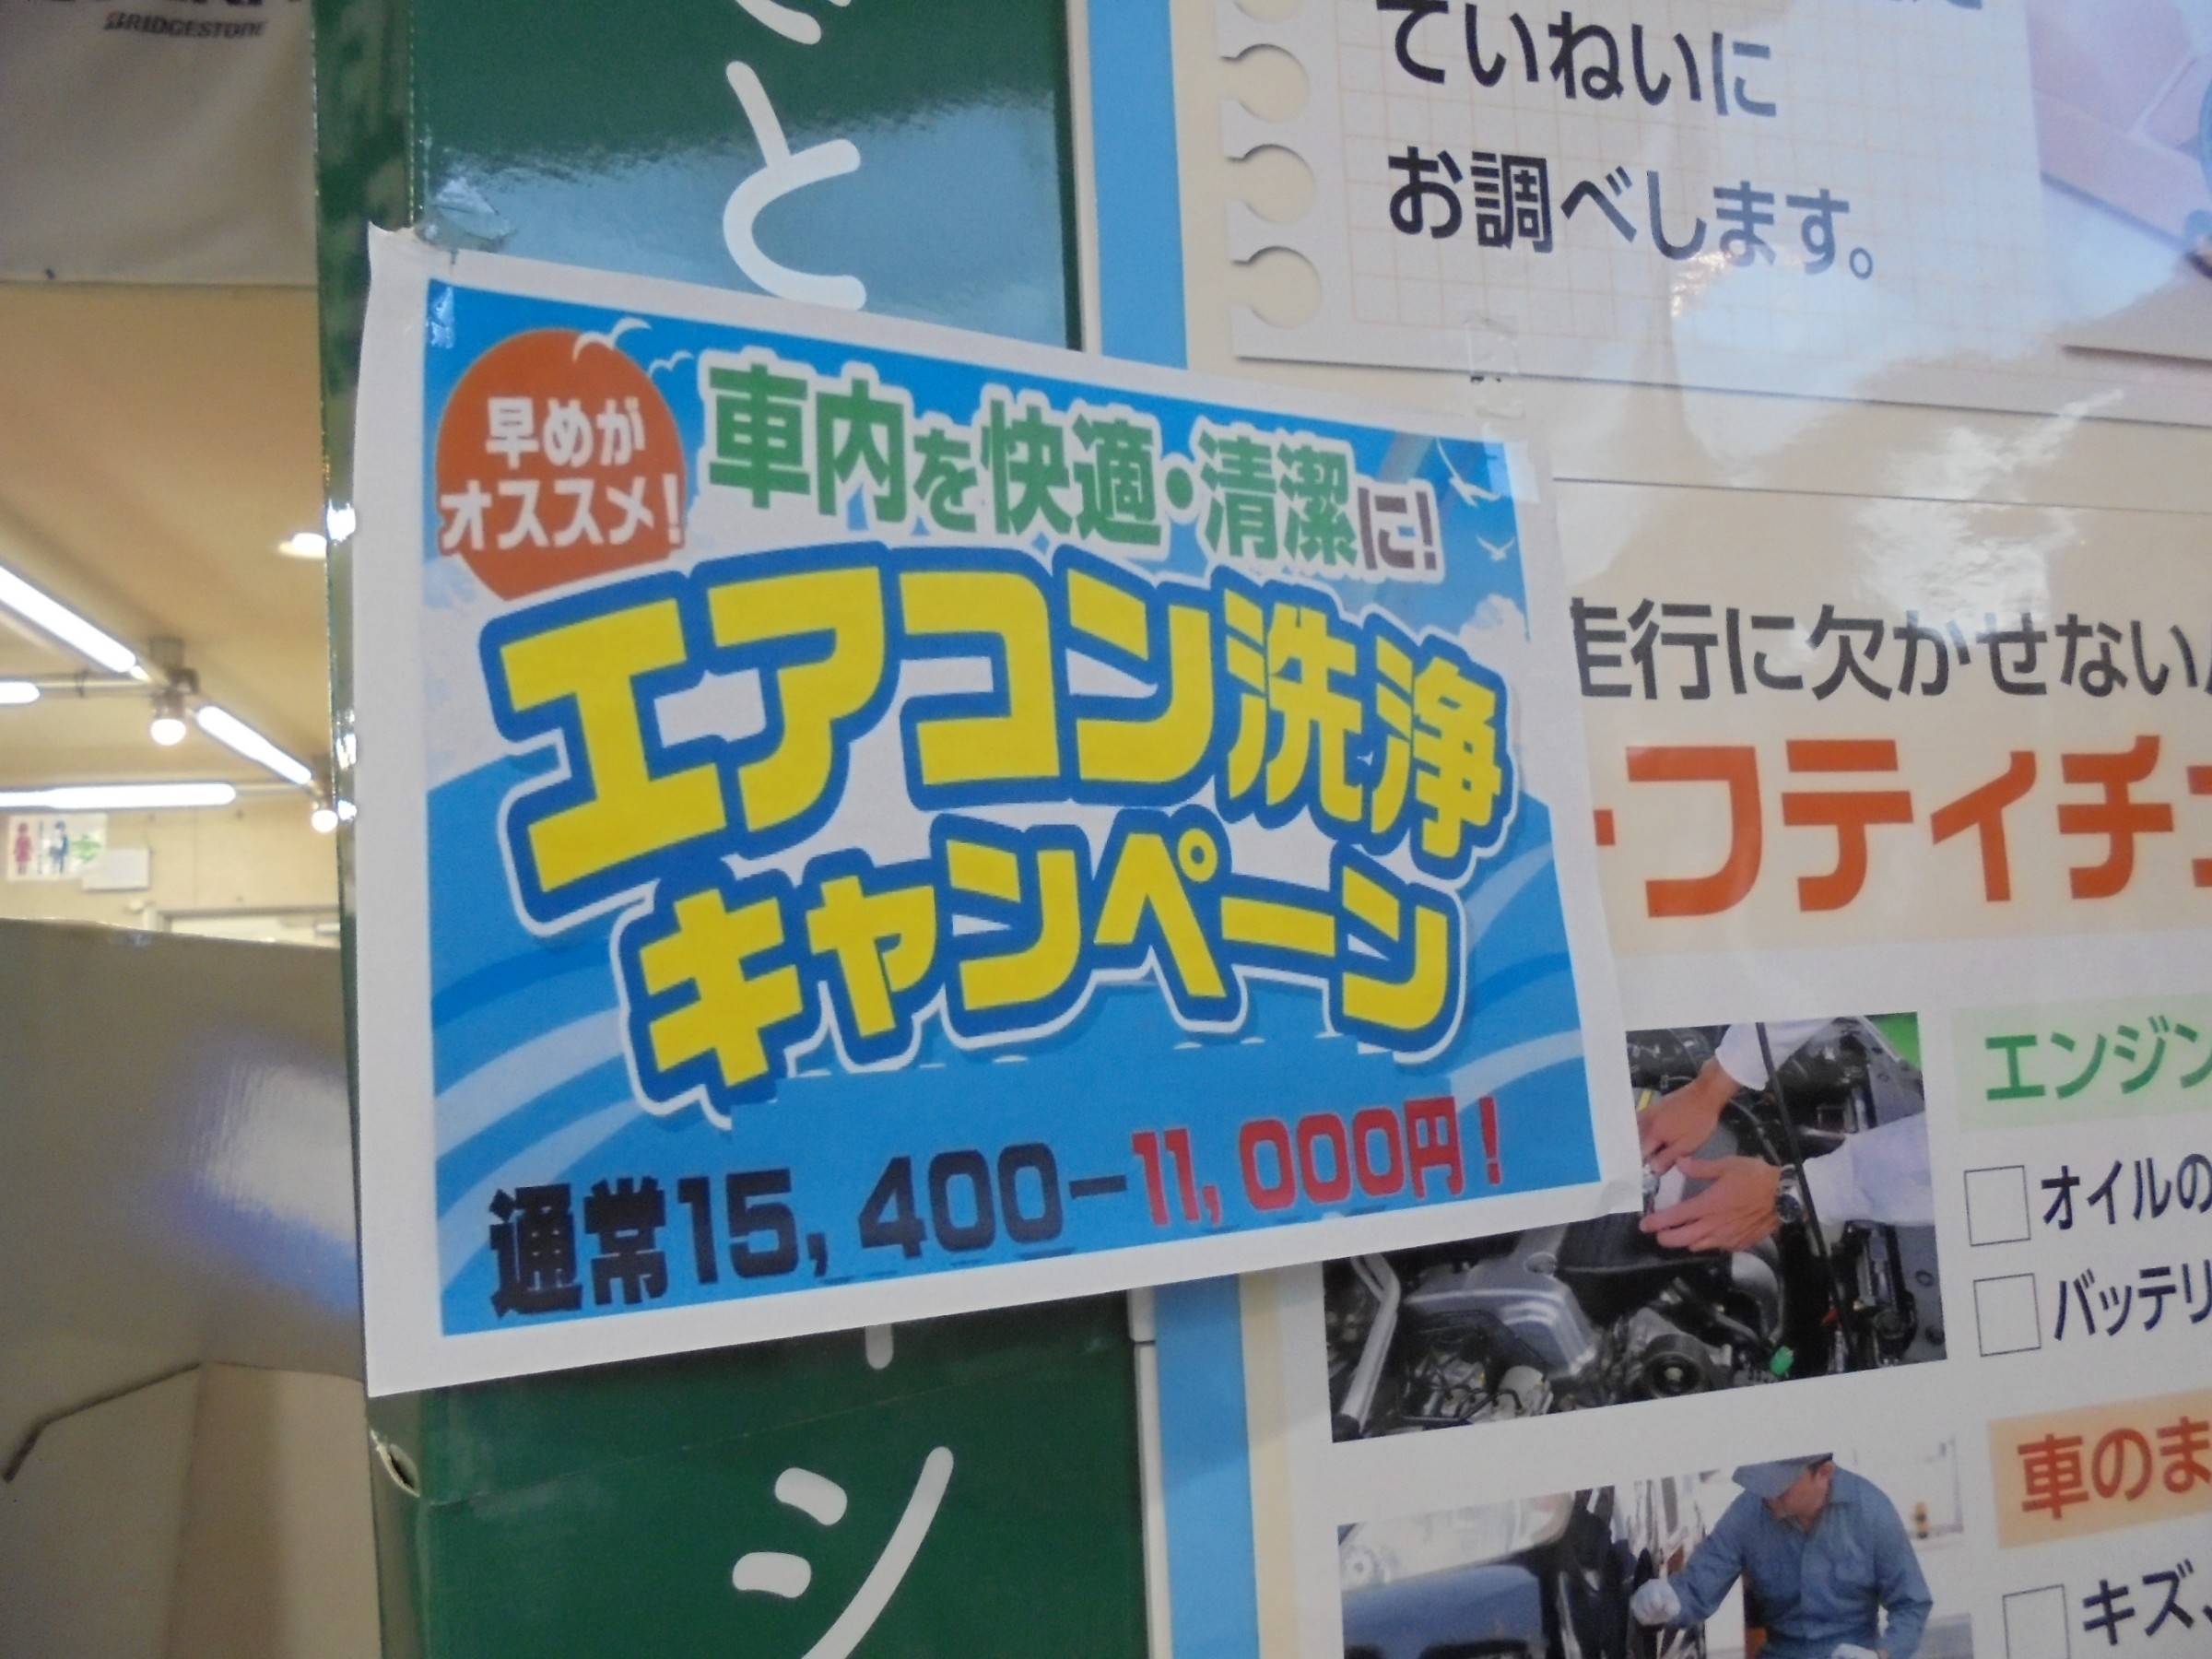 BRIDGESTONE
と
ていねいに
お調べします。
早めが
オススメ!
車内を快適・清潔に!
エアコン洗浄
キャンペーン
通常15,400−11,000円!
走行に欠かせない
フティチ
エンジン
オイルの
バッテリ
車のま
キズ、
シ